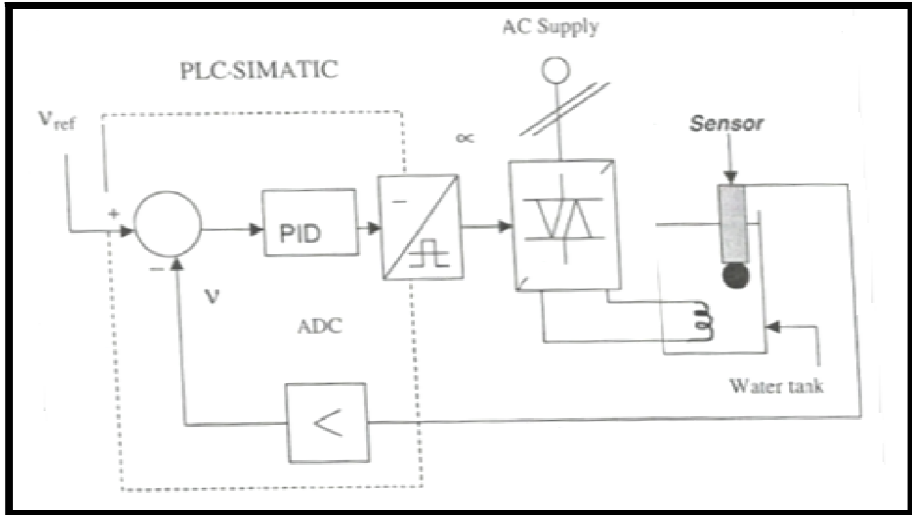 AC Supply
PLC-SIMATIC
Vref
∝
Sensor
+
PID
−
−
V
ADC
<
Water tank